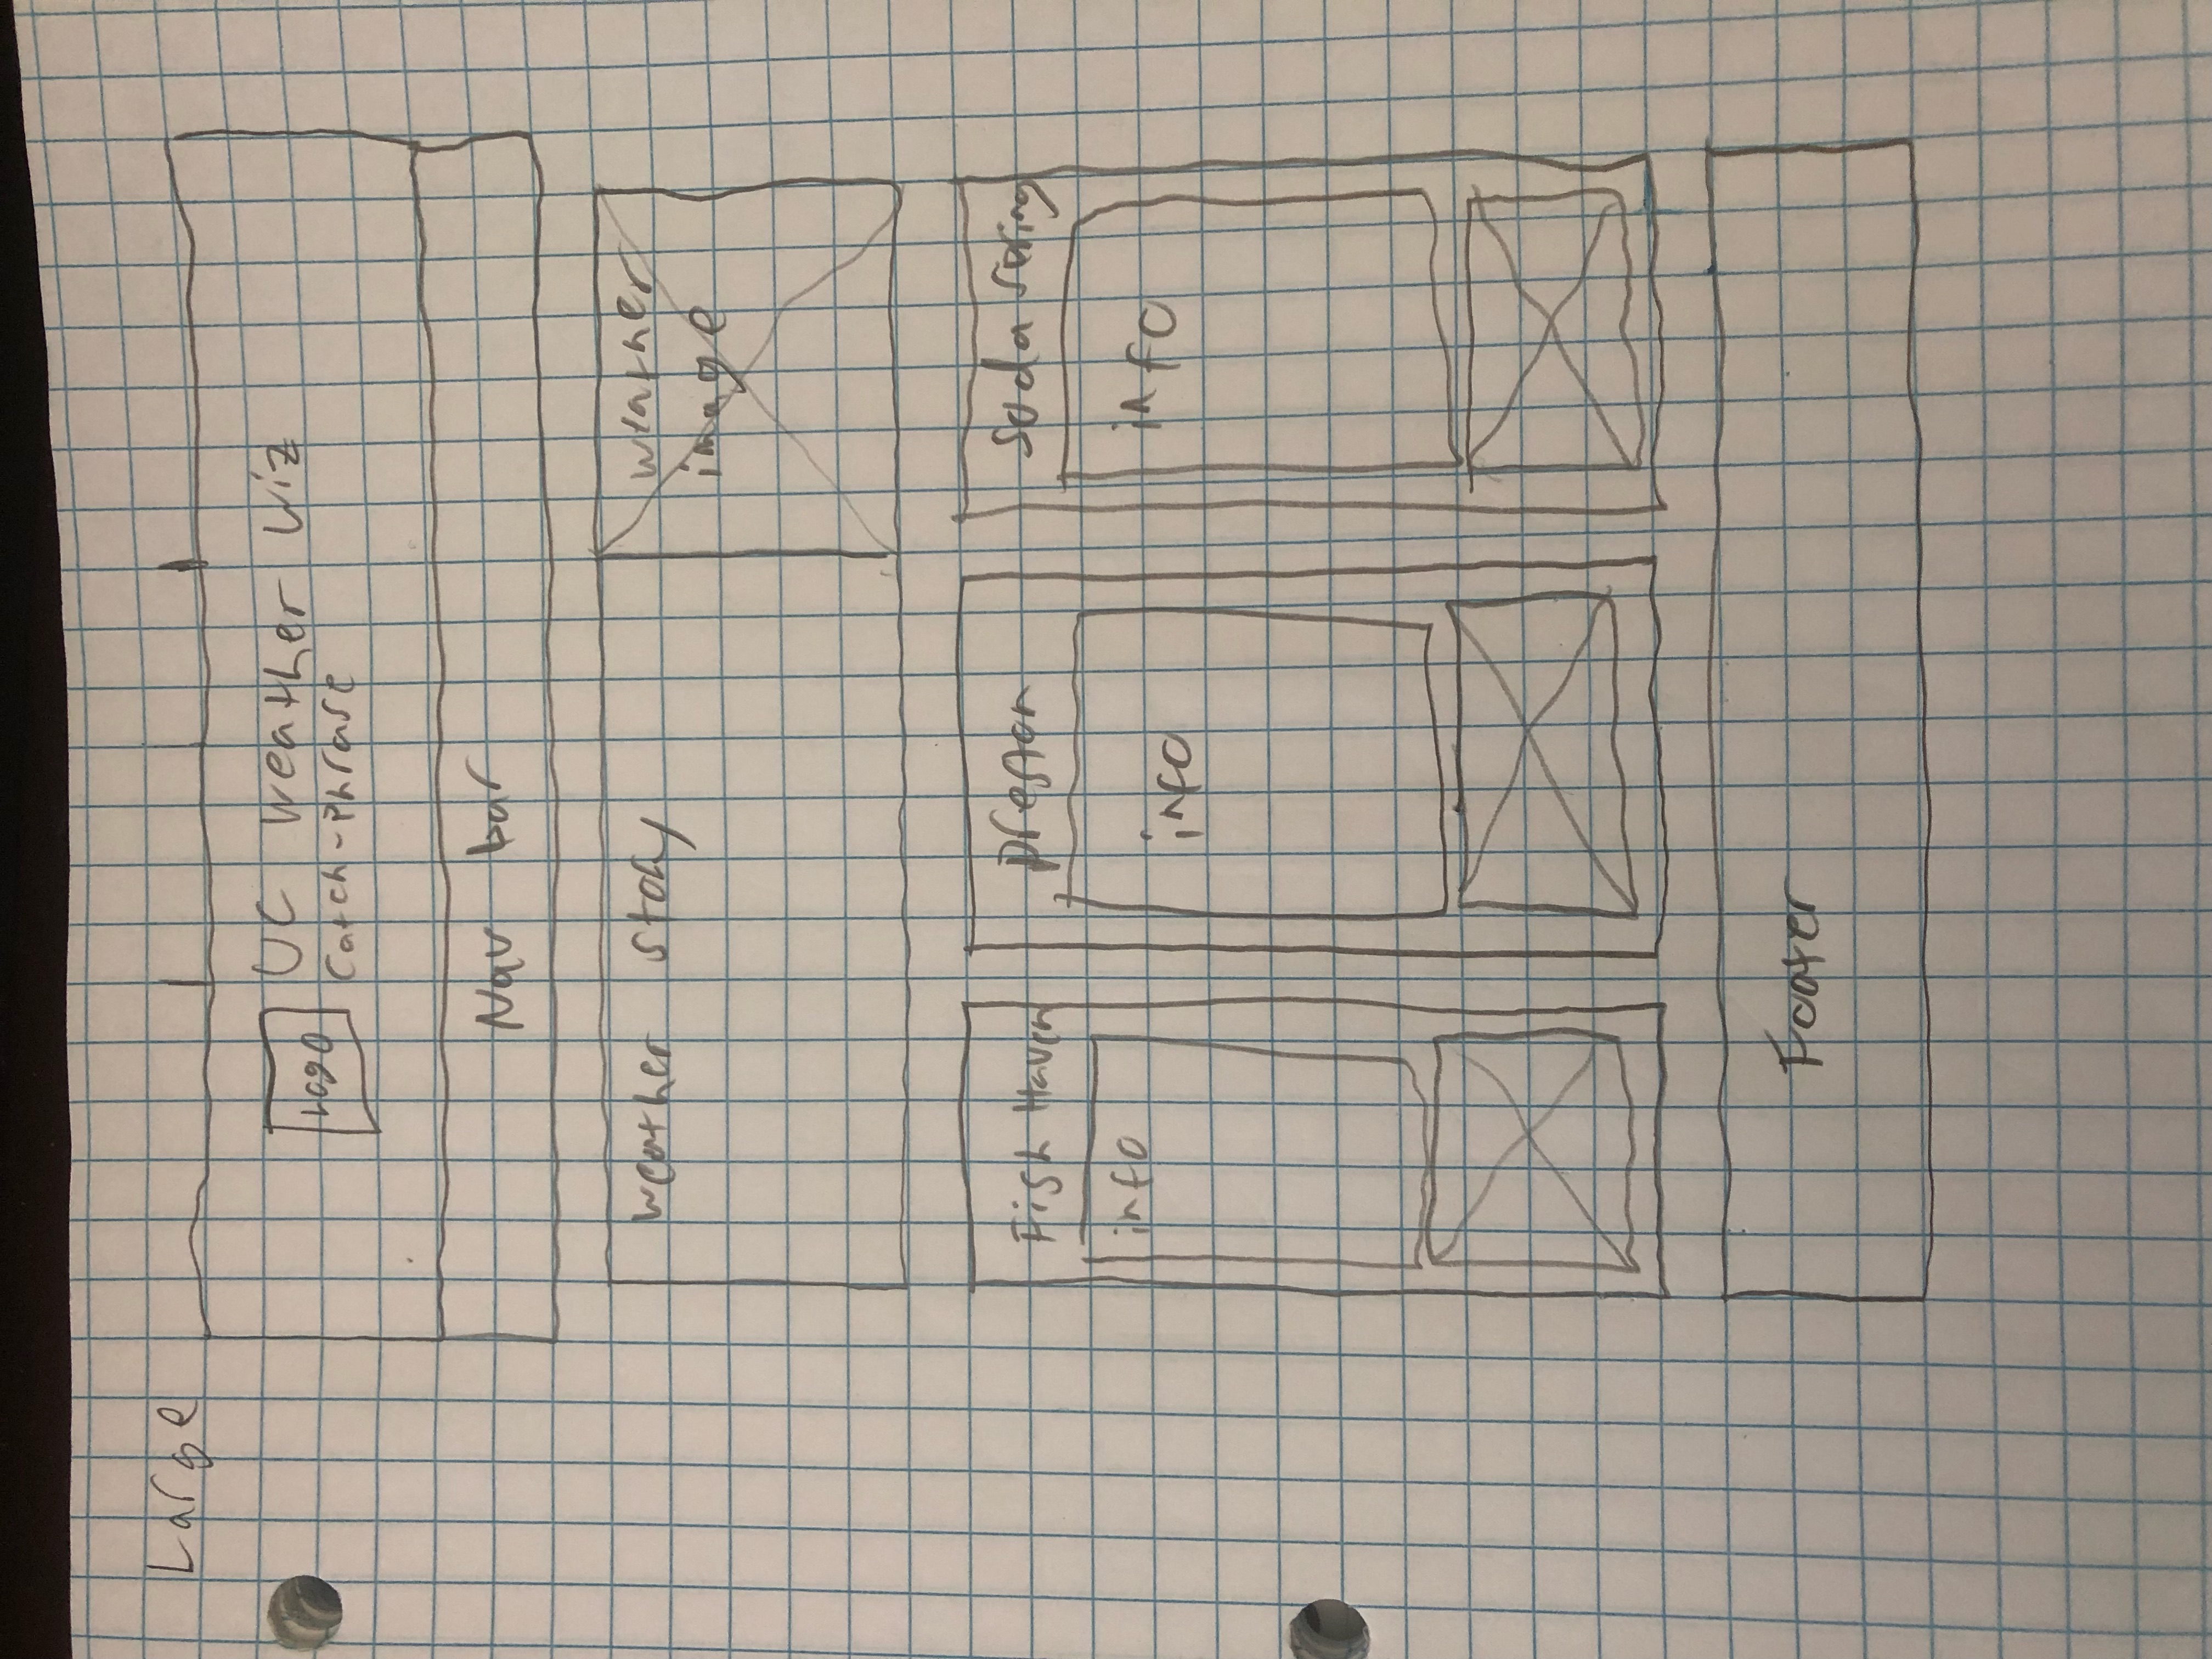 Large
Logo
UC Weather Wiz
Catch-Phrase
Nav bar
Weather story
weather
image
Fish Haven
Preston
Soda Spring
info
info
info
Footer